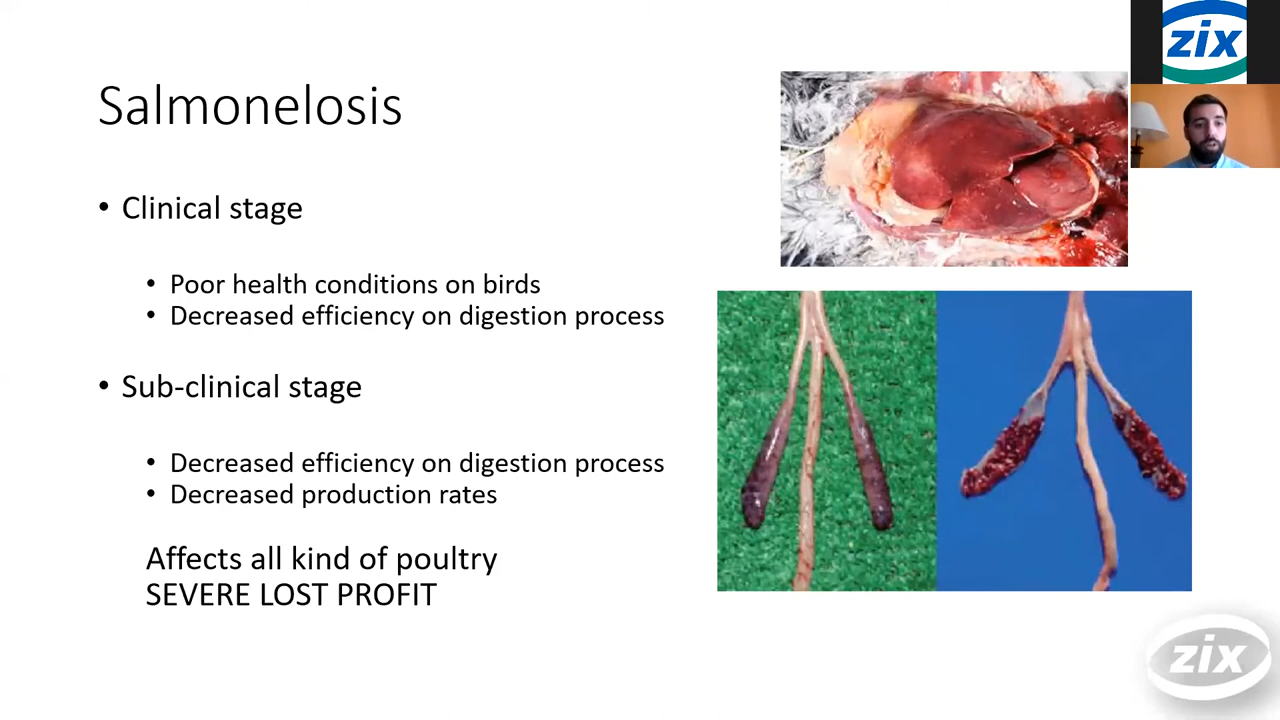 zix
Salmonelosis
• Clinical stage
• Poor health conditions on birds
• Decreased efficiency on digestion process
• Sub-clinical stage
• Decreased efficiency on digestion process
• Decreased production rates
Affects all kind of poultry
SEVERE LOST PROFIT
zix